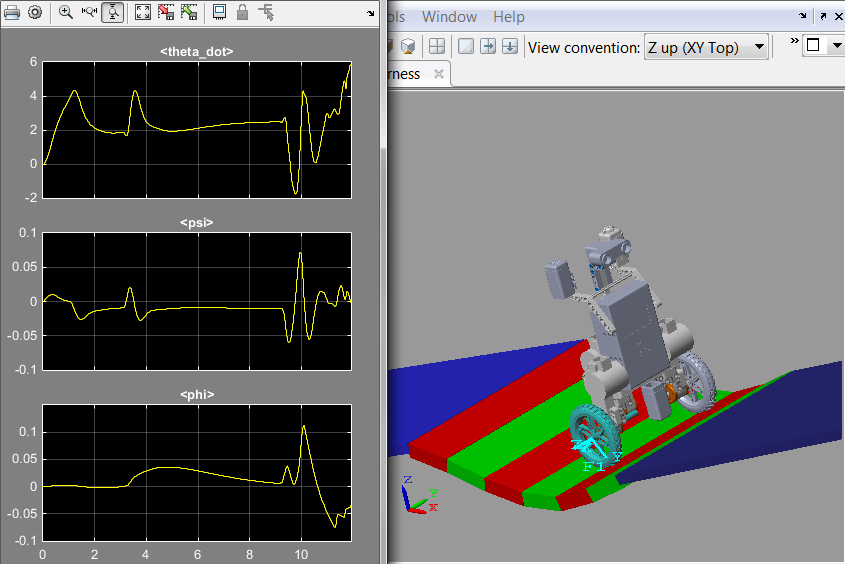 ols Window Help
View convention: Z up (XY Top)
rness
<theta_dot>
6
4
2
0
-2
<psi>
0.1
0.05
0
-0.05
-0.1
<phi>
0.1
0.05
0
-0.05
-0.1
0 2 4 6 8 10
Z
Y
F1
Z
Y
X